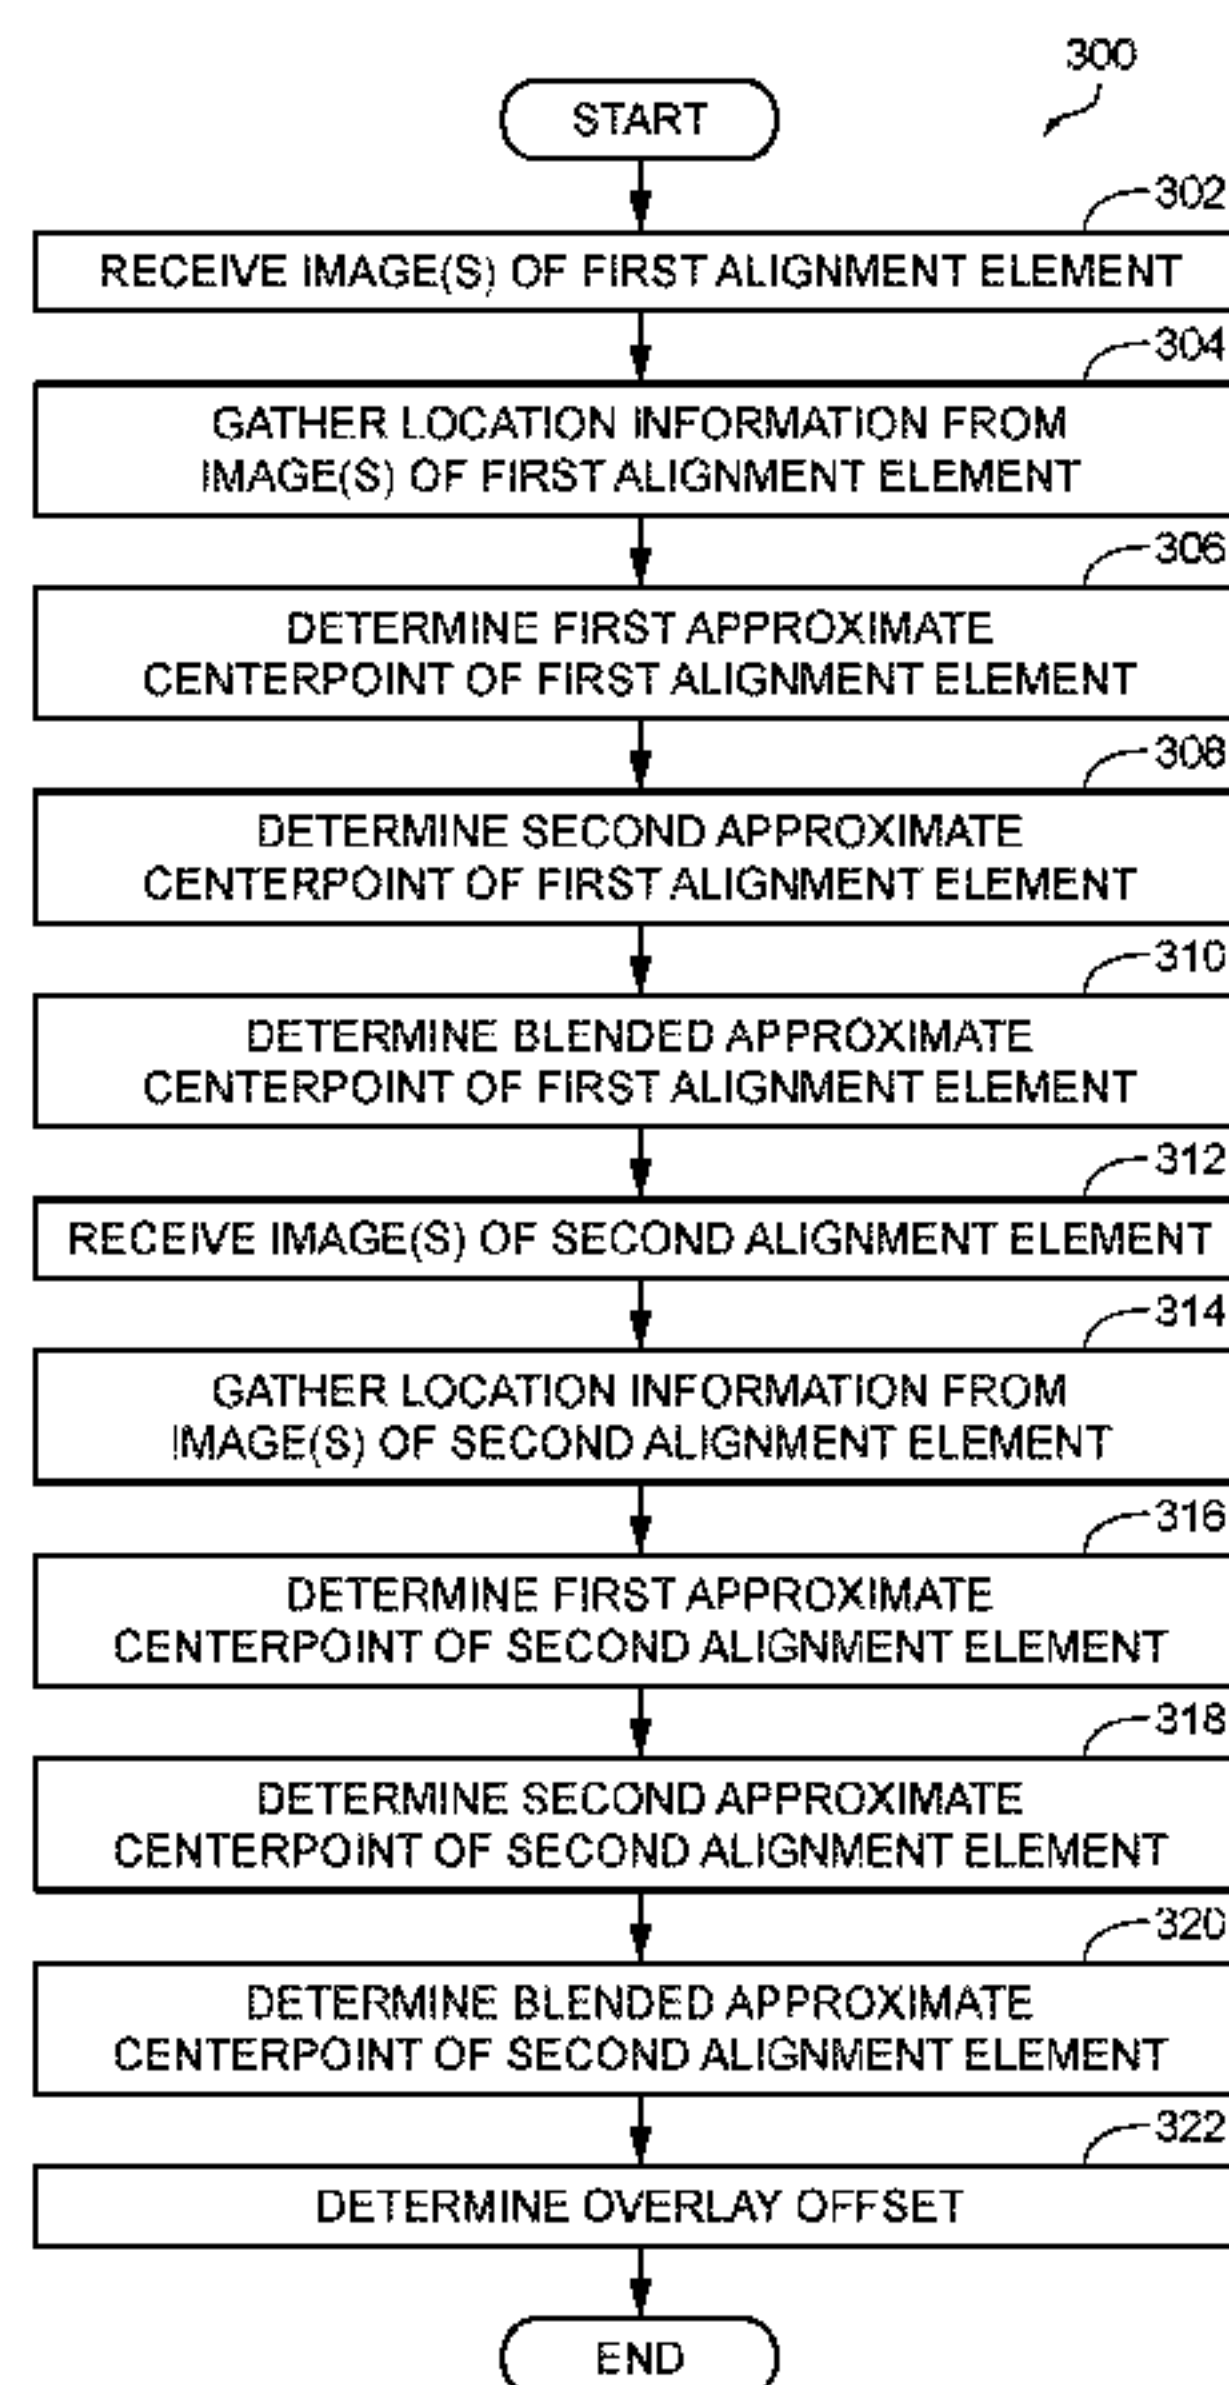 300
START
302
RECEIVE IMAGE(S) OF FIRST ALIGNMENT ELEMENT
304
GATHER LOCATION INFORMATION FROM
IMAGE(S) OF FIRST ALIGNMENT ELEMENT
306
DETERMINE FIRST APPROXIMATE
CENTERPOINT OF FIRST ALIGNMENT ELEMENT
308
DETERMINE SECOND APPROXIMATE
CENTERPOINT OF FIRST ALIGNMENT ELEMENT
310
DETERMINE BLENDED APPROXIMATE
CENTERPOINT OF FIRST ALIGNMENT ELEMENT
312
RECEIVE IMAGE(S) OF SECOND ALIGNMENT ELEMENT
314
GATHER LOCATION INFORMATION FROM
IMAGE(S) OF SECOND ALIGNMENT ELEMENT
316
DETERMINE FIRST APPROXIMATE
CENTERPOINT OF SECOND ALIGNMENT ELEMENT
318
DETERMINE SECOND APPROXIMATE
CENTERPOINT OF SECOND ALIGNMENT ELEMENT
320
DETERMINE BLENDED APPROXIMATE
CENTERPOINT OF SECOND ALIGNMENT ELEMENT
322
DETERMINE OVERLAY OFFSET
END